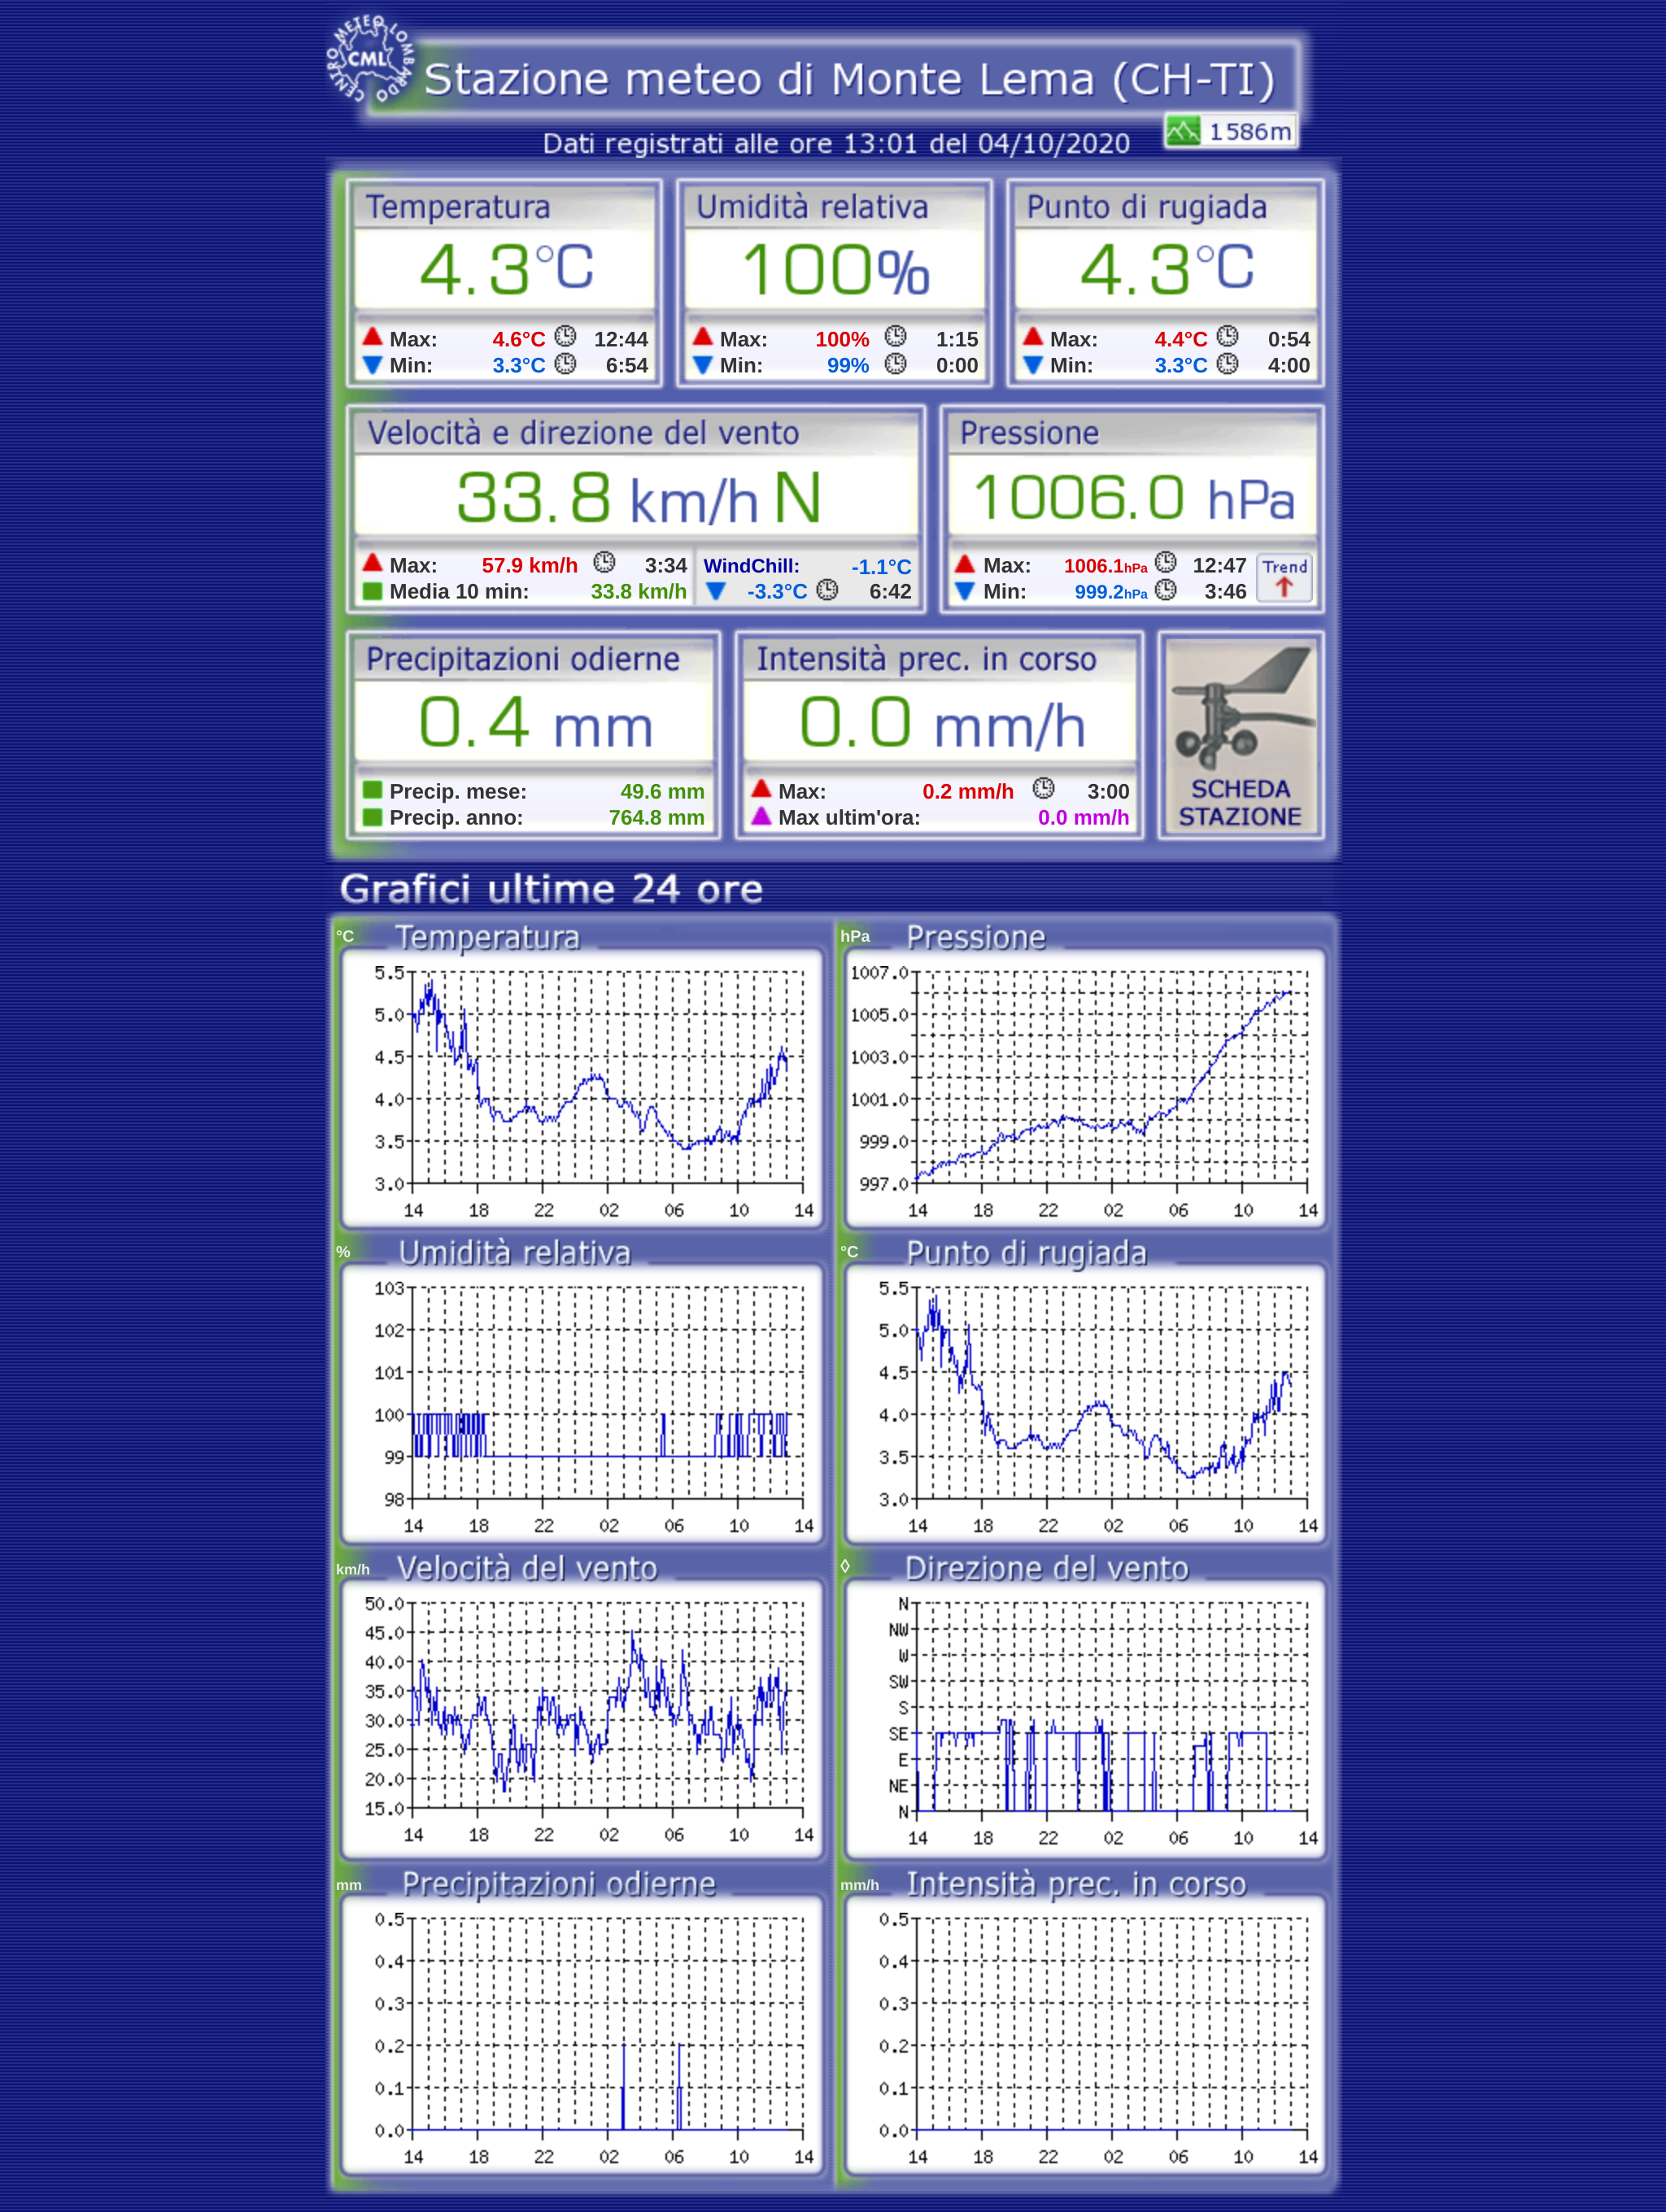 CENTRO METEO LOMBARDO
CML
Stazione meteo di Monte Lema (CH-TI)
1586m
Dati registrati alle ore 13:01 del 04/10/2020
Temperatura Umidità relativa Punto di rugiada
4.3°C 100% 4.3°C
Max: 4.6°C 12:44 Max: 100% 1:15 Max: 4.4°C 0:54
Min: 3.3°C 6:54 Min: 99% 0:00 Min: 3.3°C 4:00
Velocità e direzione del vento Pressione
33.8 km/h N 1006.0 hPa
Max: 57.9 km/h 3:34 WindChill: -1.1°C Max: 1006.1hPa 12:47 Trend
Media 10 min: 33.8 km/h -3.3°C 6:42 Min: 999.2hPa 3:46
Precipitazioni odierne Intensità prec. in corso
0.4 mm 0.0 mm/h
Precip. mese: 49.6 mm Max: 0.2 mm/h 3:00 SCHEDA
Precip. anno: 764.8 mm Max ultim'ora: 0.0 mm/h STAZIONE
Grafici ultime 24 ore
°C Temperatura hPa Pressione
5.5 1007.0
5.0 1005.0
4.5 1003.0
4.0 1001.0
3.5 999.0
3.0 997.0
14 18 22 02 06 10 14 14 18 22 02 06 10 14
% Umidità relativa °C Punto di rugiada
103 5.5
102 5.0
101 4.5
100 4.0
99 3.5
98 3.0
14 18 22 02 06 10 14 14 18 22 02 06 10 14
km/h Velocità del vento ◊ Direzione del vento
50.0 N
45.0 NW
40.0 W
35.0 SW
30.0 S
25.0 SE
20.0 E
15.0 NE
N
14 18 22 02 06 10 14 14 18 22 02 06 10 14
mm Precipitazioni odierne mm/h Intensità prec. in corso
0.5 0.5
0.4 0.4
0.3 0.3
0.2 0.2
0.1 0.1
0.0 0.0
14 18 22 02 06 10 14 14 18 22 02 06 10 14